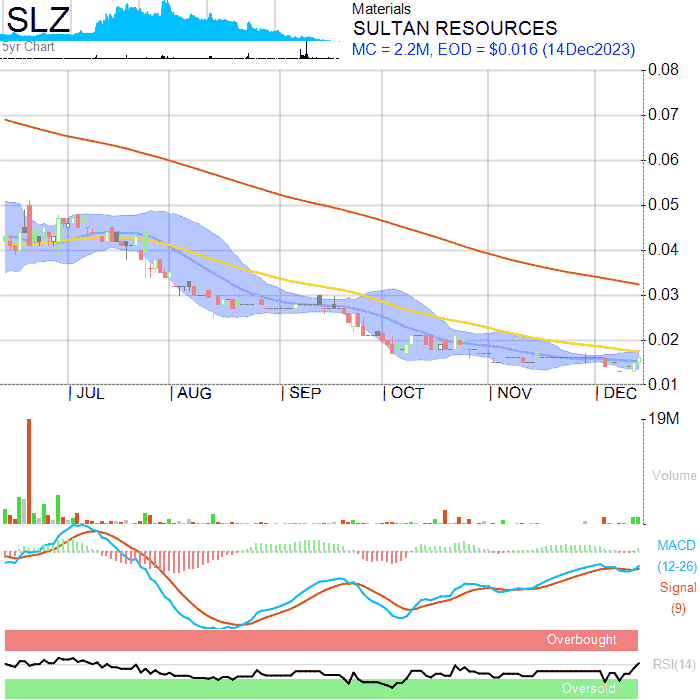 SLZ
5yr Chart
Materials
SULTAN RESOURCES
MC = 2.2M, EOD = $0.016 (14Dec2023)
0.08
0.07
0.06
0.05
0.04
0.03
0.02
0.01
JUL AUG SEP OCT NOV DEC
19M
Volume
MACD
(12-26)
Signal
(9)
Overbought
RSI(14)
Oversold